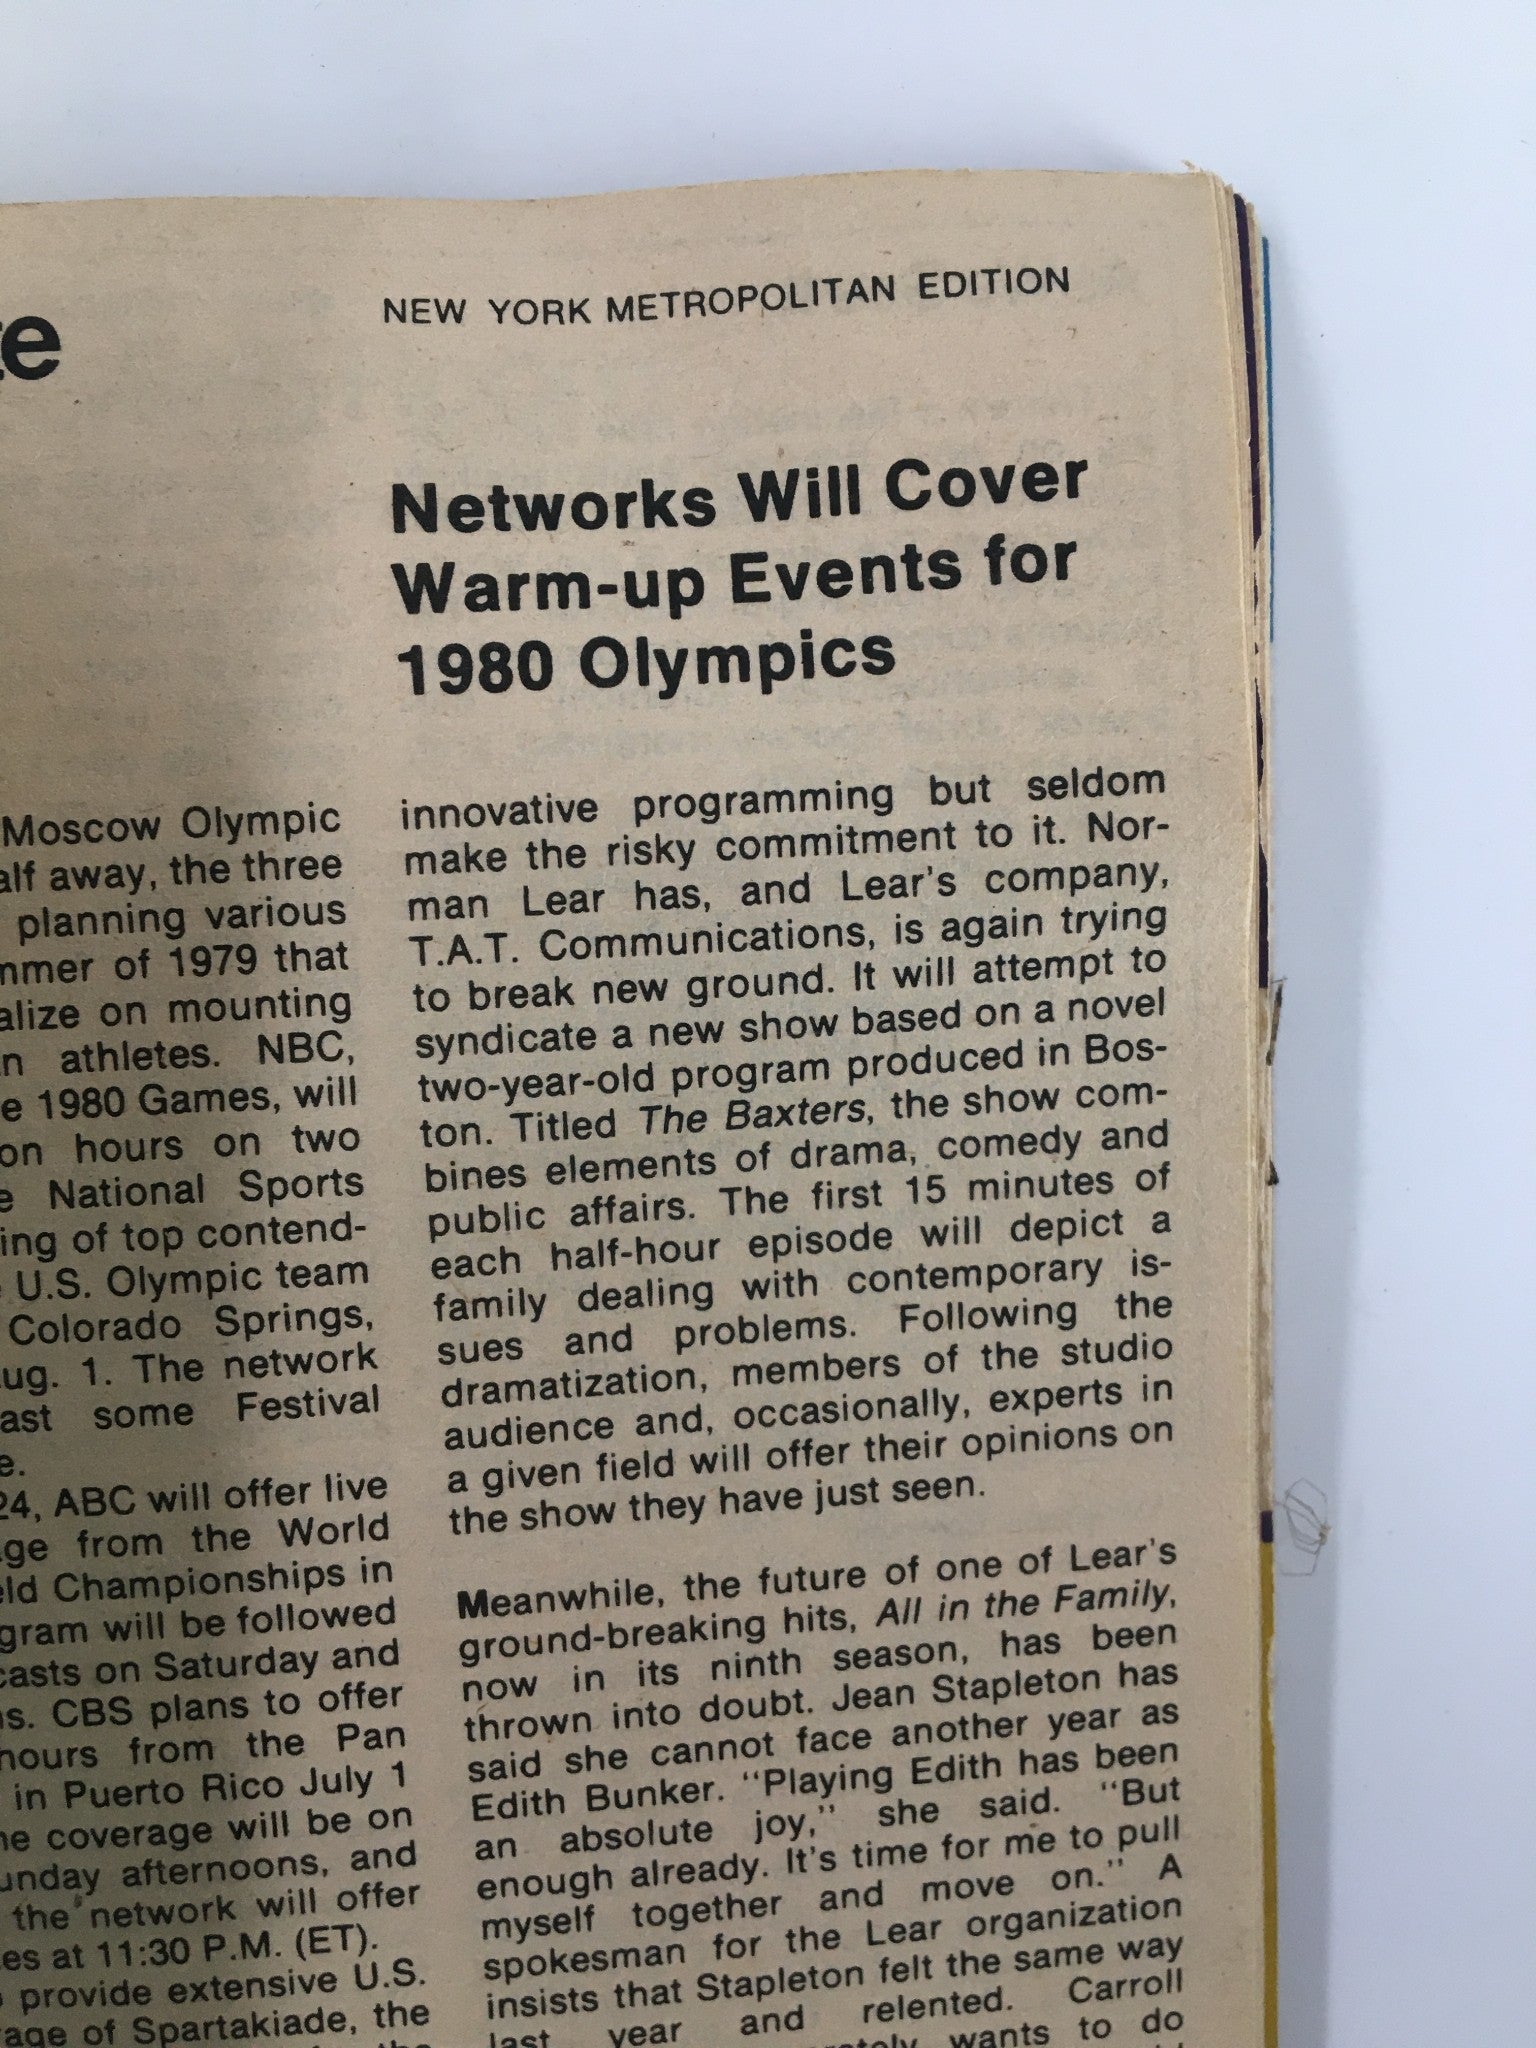 NEW YORK METROPOLITAN EDITION
Networks Will Cover
Warm-up Events for
1980 Olympics
Moscow Olympic
away, the three
planning various
of 1979 that
on mounting
athletes. NBC,
1980 Games, will
hours on two
National Sports
of top contend-
U.S. Olympic team
Colorado Springs,
1. The network
some Festival
24, ABC will offer live
from the World
Championships in
will be followed
on Saturday and
CBS plans to offer
hours from the Pan
in Puerto Rico July 1
coverage will be on
afternoons, and
the network will offer
at 11:30 P.M. (ET).
provide extensive U.S.
of Spartakiade, the
innovative programming but seldom
make the risky commitment to it. Nor-
man Lear has, and Lear's company,
T.A.T. Communications, is again trying
to break new ground. It will attempt to
syndicate a new show based on a novel
two-year-old program produced in Bos-
ton. Titled The Baxters, the show com-
bines elements of drama, comedy and
public affairs. The first 15 minutes of
each half-hour episode will depict a
family dealing with contemporary is-
sues and problems. Following the
dramatization, members of the studio
audience and, occasionally, experts in
a given field will offer their opinions on
the show they have just seen.
Meanwhile, the future of one of Lear's
ground-breaking hits, All in the Family,
now in its ninth season, has been
thrown into doubt. Jean Stapleton has
said she cannot face another year as
Edith Bunker. "Playing Edith has been
an absolute joy," she said. "But
enough already. It's time for me to pull
myself together and move on." A
spokesman for the Lear organization
insists that Stapleton felt the same way
last year and relented. Carroll
wants to do